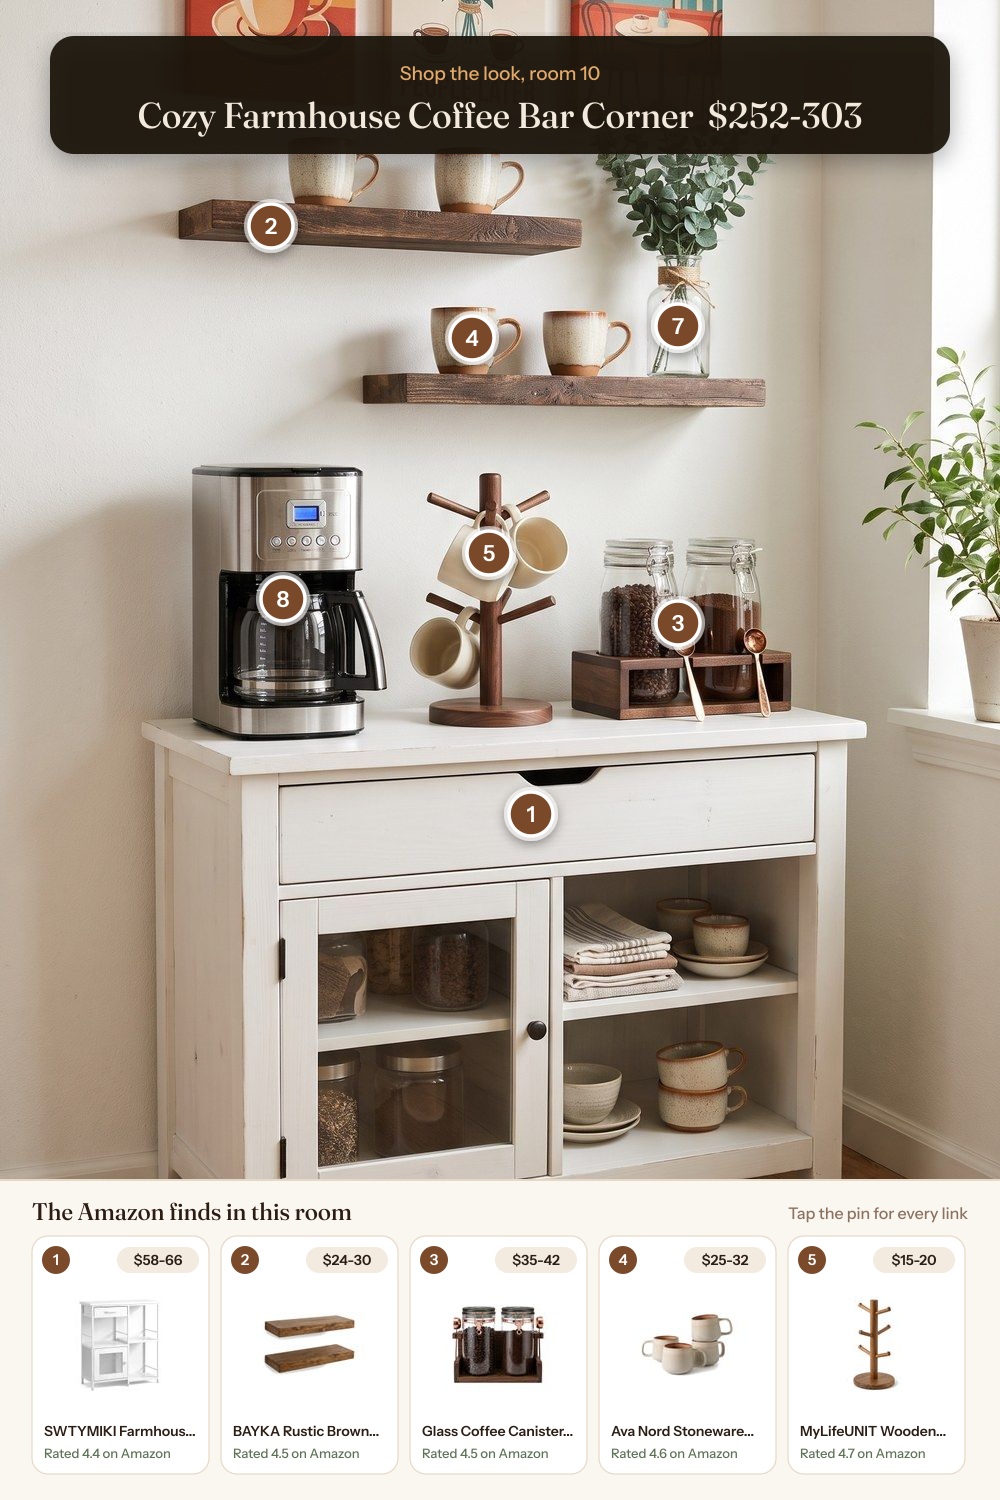 Shop the look, room 10
Cozy Farmhouse Coffee Bar Corner $252-303
2
4
7
5
8
3
1
The Amazon finds in this room
Tap the pin for every link
1 $58-66
2 $24-30
3 $35-42
4 $25-32
5 $15-20
SWTYMIKI Farmhous...
BAYKA Rustic Brown...
Glass Coffee Canister...
Ava Nord Stoneware...
MyLifeUNIT Wooden...
Rated 4.4 on Amazon
Rated 4.5 on Amazon
Rated 4.5 on Amazon
Rated 4.6 on Amazon
Rated 4.7 on Amazon